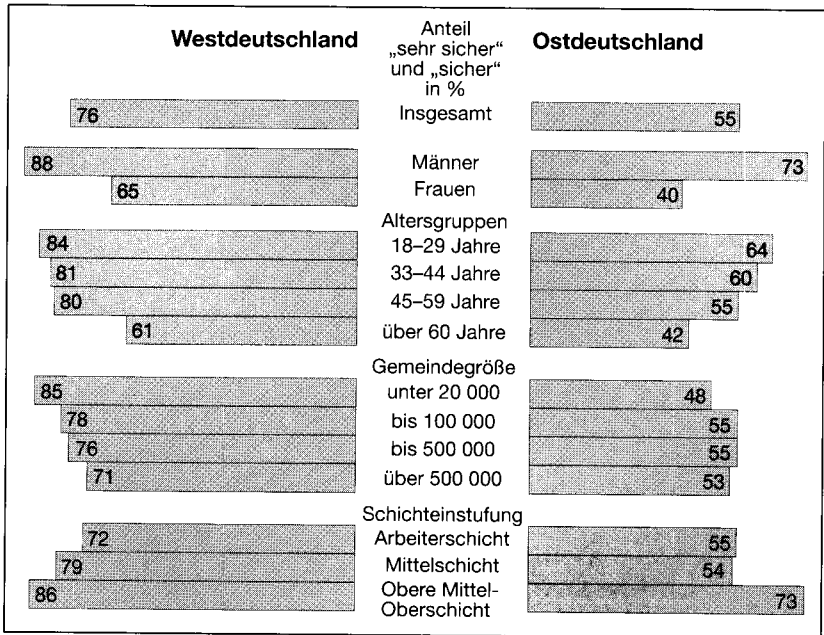 Westdeutschland
Anteil
„sehr sicher“
und „sicher“
in %
Ostdeutschland
76 Insgesamt 55
88 Männer 73
65 Frauen 40
Altersgruppen
84 18–29 Jahre 64
81 33–44 Jahre 60
80 45–59 Jahre 55
61 über 60 Jahre 42
Gemeindegröße
85 unter 20 000 48
78 bis 100 000 55
76 bis 500 000 55
71 über 500 000 53
Schichteinstufung
72 Arbeiterschicht 55
79 Mittelschicht 54
86 Obere Mittel- 73
Oberschicht